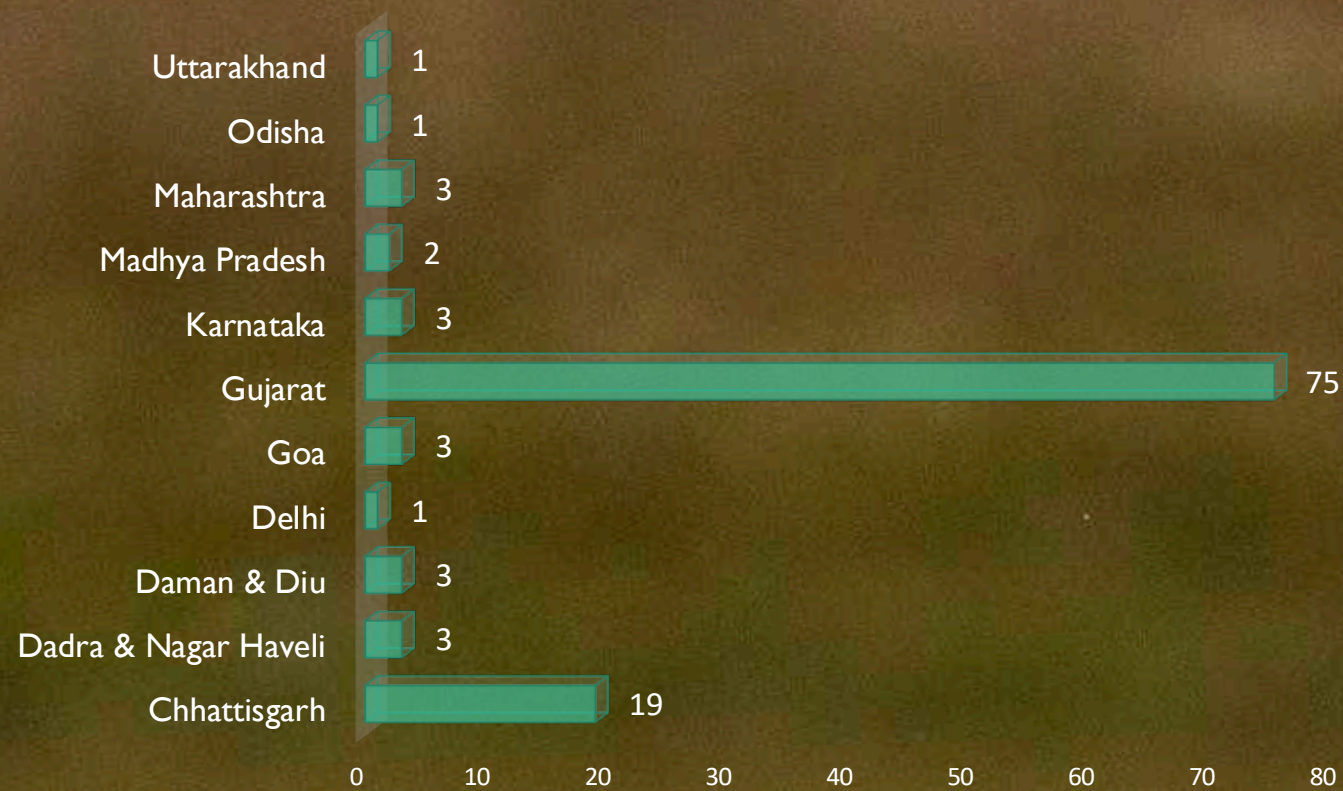 Uttarakhand 1
Odisha 1
Maharashtra 3
Madhya Pradesh 2
Karnataka 3
Gujarat 75
Goa 3
Delhi 1
Daman & Diu 3
Dadra & Nagar Haveli 3
Chhattisgarh 19
0 10 20 30 40 50 60 70 80